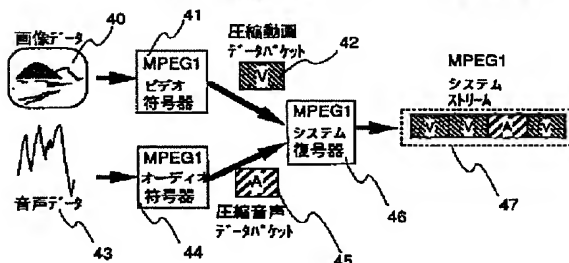 画像データ
40
41
MPEG1
ビデオ
符号器
圧縮動画
データパケット
42
V
MPEG1
システム
復号器
46
MPEG1
システム
ストリーム
V V A V
47
音声データ
43
MPEG1
オーディオ
符号器
44
A
圧縮音声
データパケット
45